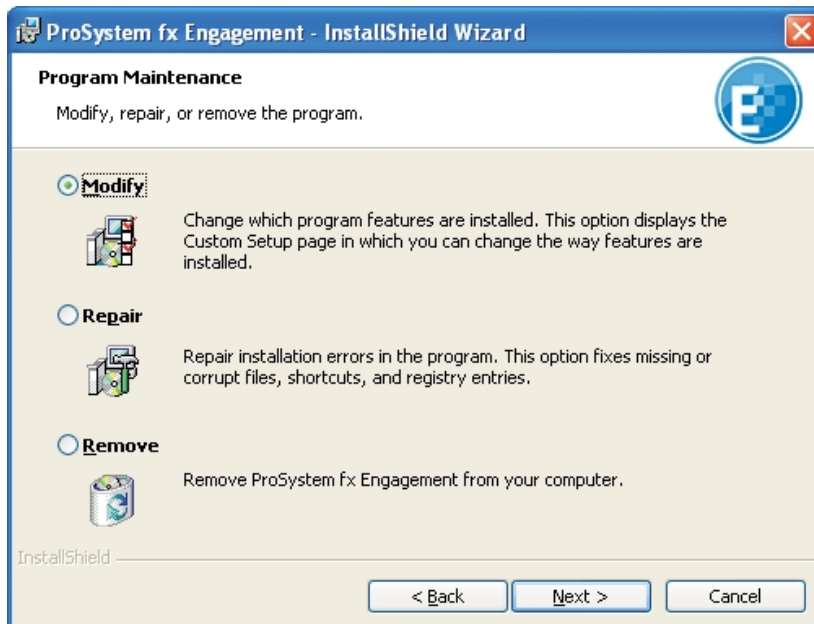 ProSystem fx Engagement - InstallShield Wizard
Program Maintenance
Modify, repair, or remove the program.
E
Modify
Change which program features are installed. This option displays the
Custom Setup page in which you can change the way features are
installed.
Repair
Repair installation errors in the program. This option fixes missing or
corrupt files, shortcuts, and registry entries.
Remove
Remove ProSystem fx Engagement from your computer.
InstallShield
< Back
Next >
Cancel